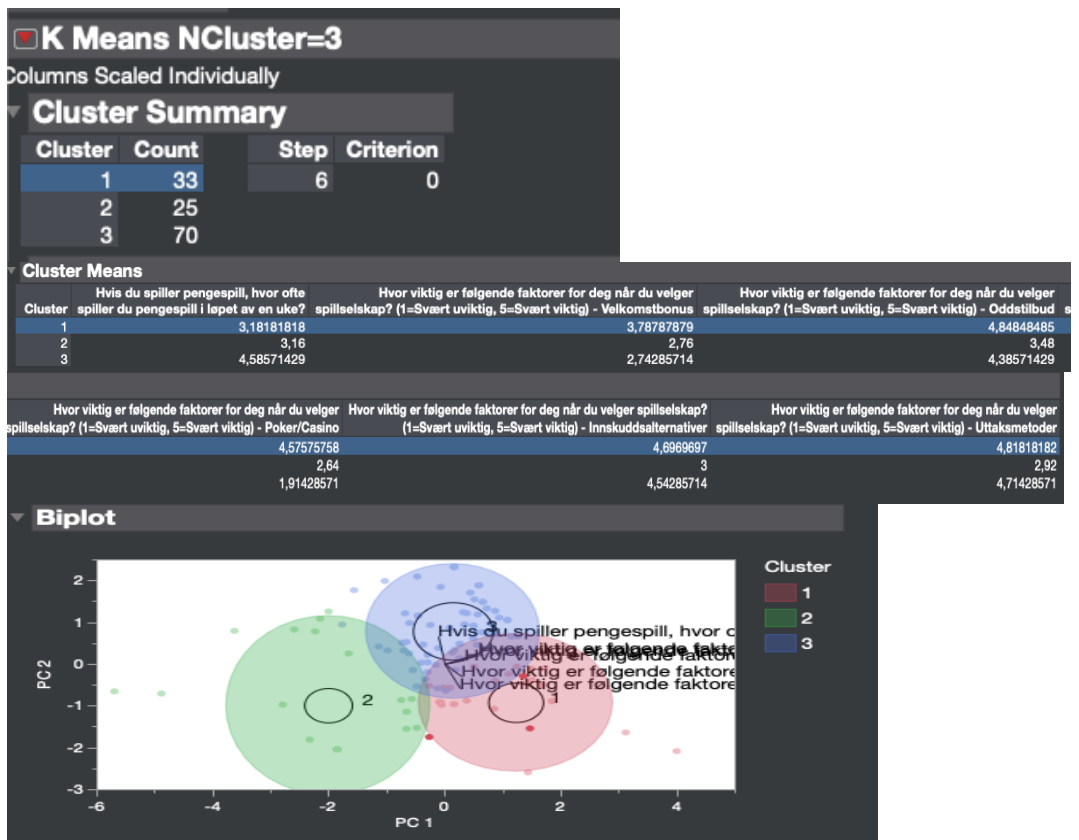 K Means NCluster=3
Columns Scaled Individually
Cluster Summary
Cluster Count Step Criterion
1 33 6 0
2 25
3 70
Cluster Means
Hvis du spiller pengespill, hvor ofte Hvor viktig er følgende faktorer for deg når du velger Hvor viktig er følgende faktorer for deg når du velger
Cluster spiller du pengespill i løpet av en uke? spillselskap? (1=Svært uviktig, 5=Svært viktig) - Velkomstbonus spillselskap? (1=Svært uviktig, 5=Svært viktig) - Oddstilbud s
1 3,18181818 3,78787879 4,84848485
2 3,16 2,76 3,48
3 4,58571429 2,74285714 4,38571429
Hvor viktig er følgende faktorer for deg når du velger Hvor viktig er følgende faktorer for deg når du velger spillselskap? Hvor viktig er følgende faktorer for deg når du velger
spillselskap? (1=Svært uviktig, 5=Svært viktig) - Poker/Casino (1=Svært uviktig, 5=Svært viktig) - Innskuddsalternativer spillselskap? (1=Svært uviktig, 5=Svært viktig) - Uttaksmetoder
4,57575758 4,6969697 4,81818182
2,64 3 2,92
1,91428571 4,54285714 4,71428571
Biplot
Cluster
1
2
3
2
1
0
-1
-2
-3
PC 2
3
Hvis du spiller pengespill, hvor o
Hvor viktig er følgende fakto
Hvor viktig er følgende faktore
Hvor viktig er følgende faktore
Hvor viktig er følgende faktore
2
1
-6 -4 -2 0 2 4
PC 1